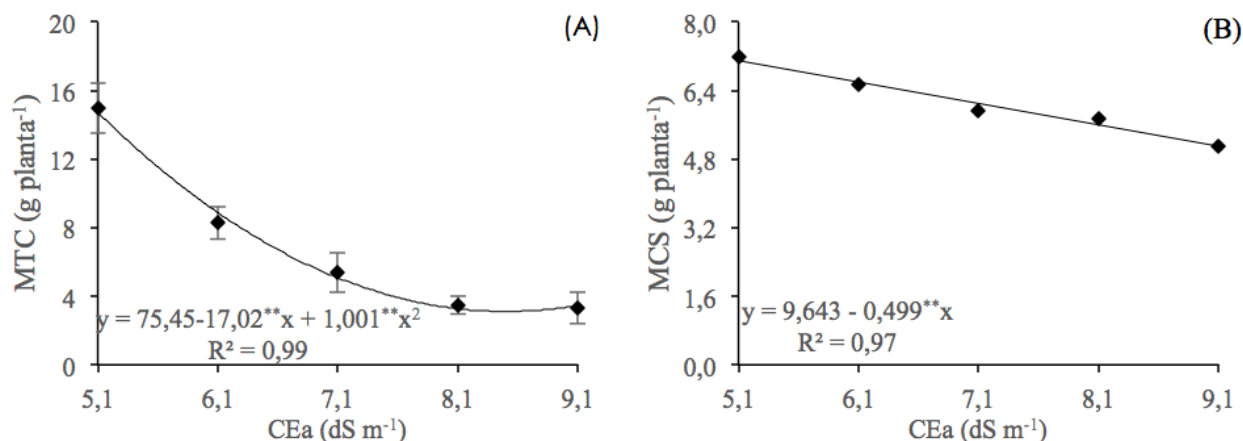 (A)
MTC (g planta⁻¹)
20
16
12
8
4
0
y = 75,45-17,02**x + 1,001**x²
R² = 0,99
5,1 6,1 7,1 8,1 9,1
CEa (dS m⁻¹)
(B)
MCS (g planta⁻¹)
8,0
6,4
4,8
3,2
1,6
0,0
y = 9,643 - 0,499**x
R² = 0,97
5,1 6,1 7,1 8,1 9,1
CEa (dS m⁻¹)